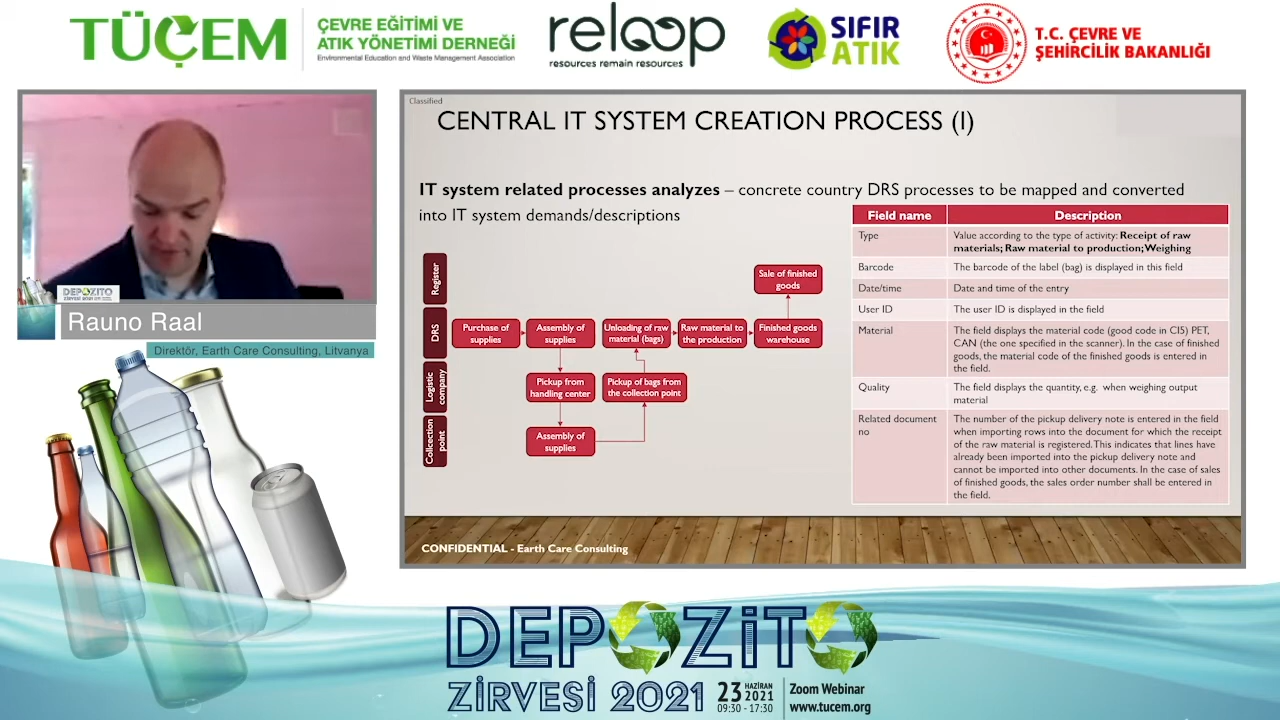 TÜÇEM
ÇEVRE EĞİTİMİ VE
ATIK YÖNETİMİ DERNEĞİ
Environmental Education and Waste Management Association
reloop
resources remain resources
SIFIR
ATIK
T.C. ÇEVRE VE
ŞEHİRCİLİK BAKANLIĞI
DEPOZİTO
ZİRVESİ 2021
Rauno Raal
Direktör, Earth Care Consulting, Litvanya
Classified
CENTRAL IT SYSTEM CREATION PROCESS (I)
IT system related processes analyzes – concrete country DRS processes to be mapped and converted
into IT system demands/descriptions
Register
Sale of finished
goods
DRS
Purchase of
supplies
Assembly of
supplies
Unloading of raw
material (bags)
Raw material to
the production
Finished goods
warehouse
Logistic
company
Pickup from
handling center
Pickup of bags from
the collection point
Collcection
point
Assembly of
supplies
Field name Description
Type Value according to the type of activity: Receipt of raw
materials; Raw material to production; Weighing
Barcode The barcode of the label (bag) is displayed in this field
Date/time Date and time of the entry
User ID The user ID is displayed in the field
Material The field displays the material code (good code in CIS) PET,
CAN (the one specified in the scanner). In the case of finished
goods, the material code of the finished goods is entered in
the field.
Quality The field displays the quantity, e.g. when weighing output
material
Related document
no
The number of the pickup delivery note is entered in the field
when importing rows into the document for which the receipt
of the raw material is registered. This indicates that lines have
already been imported into the pickup delivery note and
cannot be imported into other documents. In the case of sales
of finished goods, the sales order number shall be entered in
the field.
CONFIDENTIAL - Earth Care Consulting
DEPOZİTO
ZİRVESİ 2021
23 HAZİRAN
2021
09:30 - 17:30
Zoom Webinar
www.tucem.org